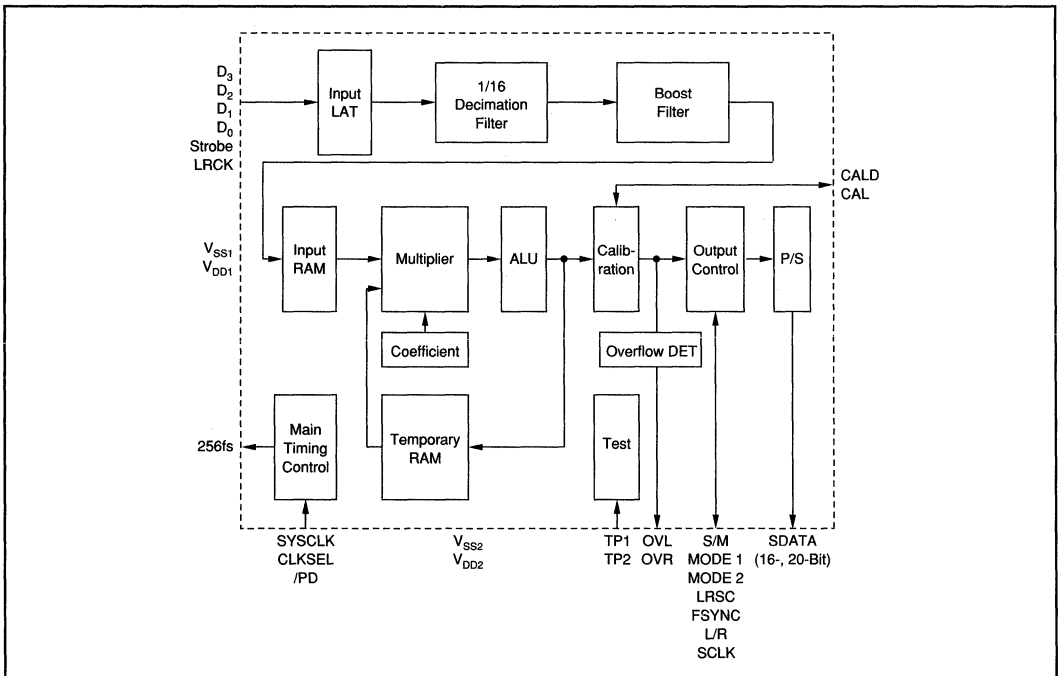 D3
D2
D1
D0
Strobe
LRCK
Input
LAT
1/16
Decimation
Filter
Boost
Filter
CALD
CAL
VSS1
VDD1
Input
RAM
Multiplier
ALU
Calib-
ration
Output
Control
P/S
Coefficient
Overflow DET
256fs
Main
Timing
Control
Temporary
RAM
Test
SYSCLK
CLKSEL
/PD
VSS2
VDD2
TP1
TP2
OVL
OVR
S/M
MODE 1
MODE 2
LRSC
FSYNC
L/R
SCLK
SDATA
(16-, 20-Bit)